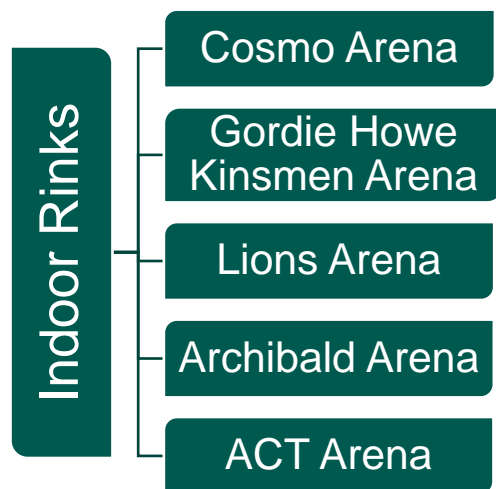 Indoor Rinks
Cosmo Arena
Gordie Howe
Kinsmen Arena
Lions Arena
Archibald Arena
ACT Arena